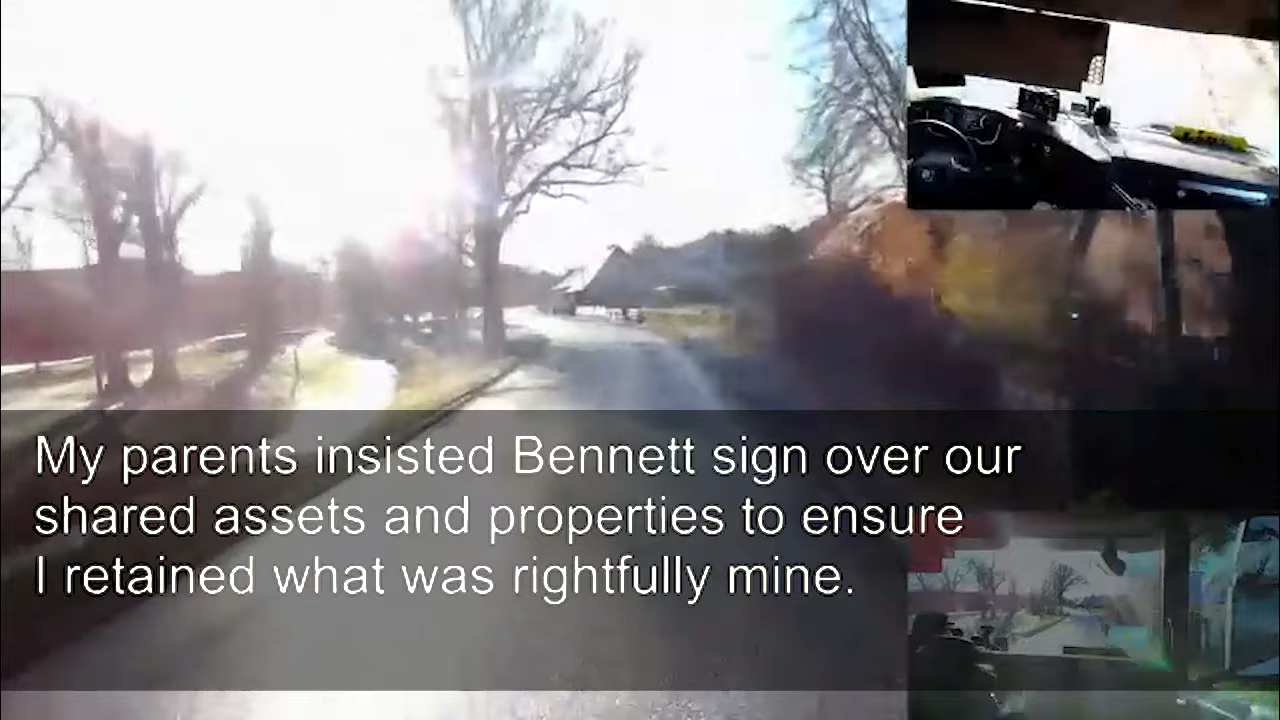 My parents insisted Bennett sign over our
shared assets and properties to ensure
I retained what was rightfully mine.